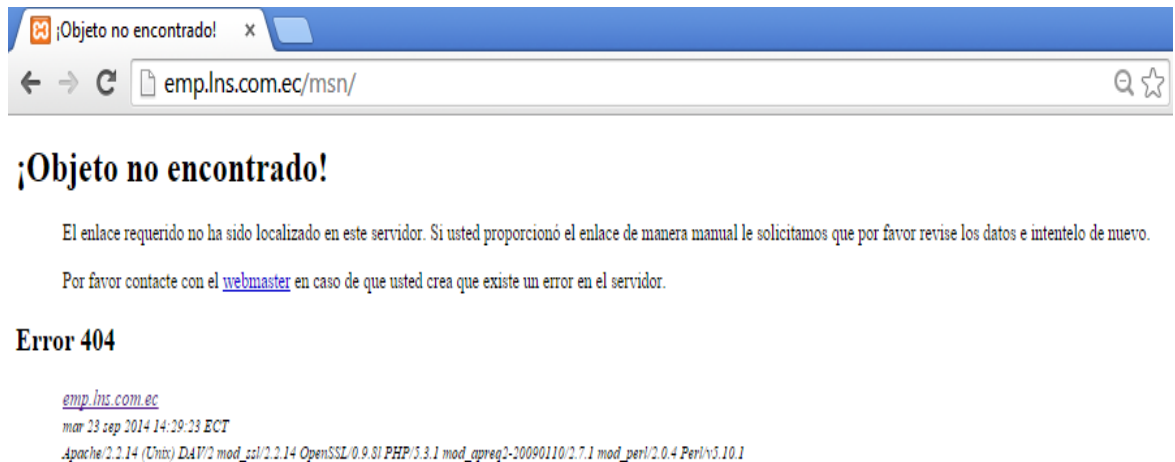 ¡Objeto no encontrado!
emp.lns.com.ec/msn/
¡Objeto no encontrado!
El enlace requerido no ha sido localizado en este servidor. Si usted proporcionó el enlace de manera manual le solicitamos que por favor revise los datos e intentelo de nuevo.
Por favor contacte con el webmaster en caso de que usted crea que existe un error en el servidor.
Error 404
emp.lns.com.ec
mar 23 sep 2014 14:29:23 ECT
Apache/2.2.14 (Unix) DAV/2 mod_ssl/2.2.14 OpenSSL/0.9.8l PHP/5.3.1 mod_apreq2-20090110/2.7.1 mod_perl/2.0.4 Perl/v5.10.1